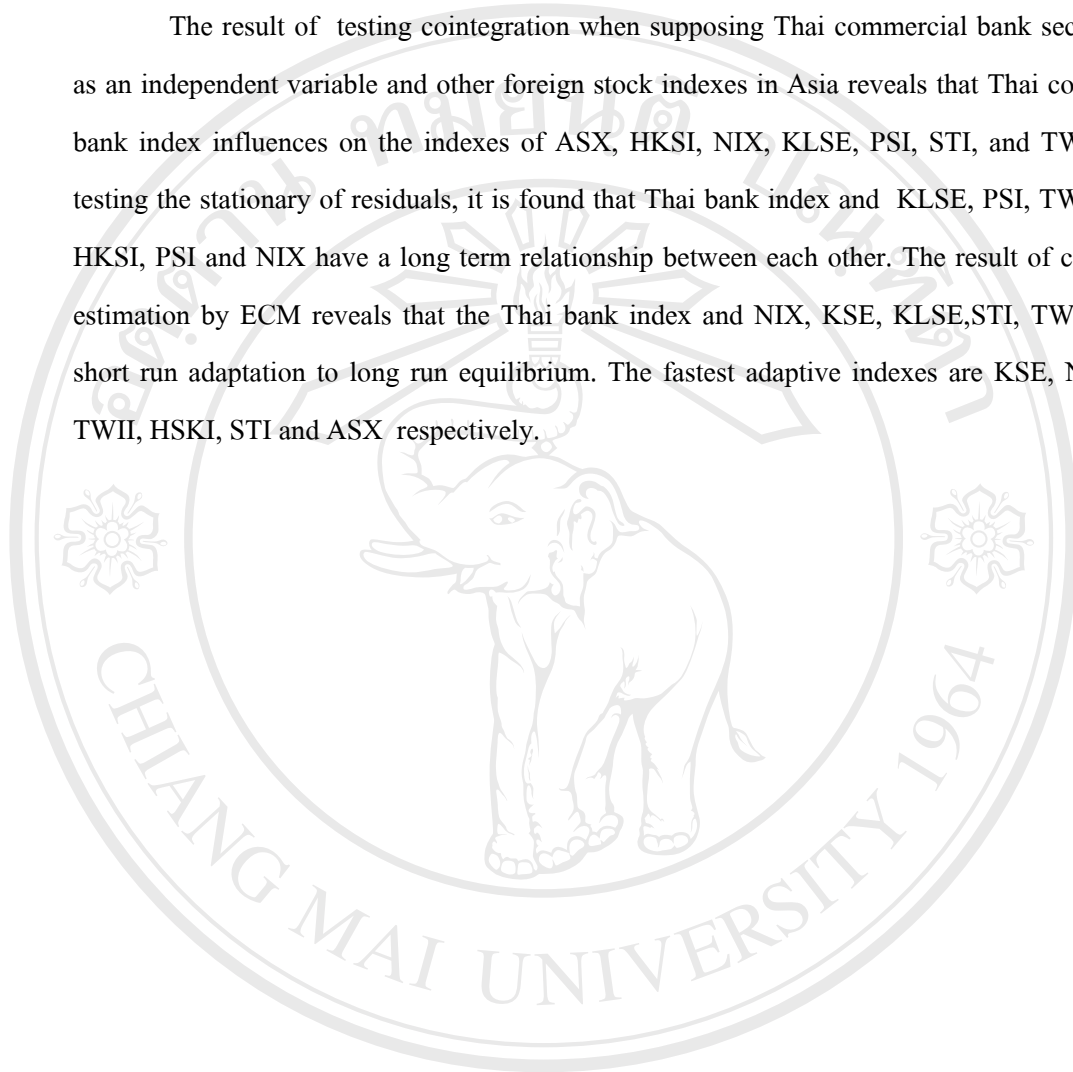 The result of testing cointegration when supposing Thai commercial bank sec
as an independent variable and other foreign stock indexes in Asia reveals that Thai co
bank index influences on the indexes of ASX, HKSI, NIX, KLSE, PSI, STI, and TW
testing the stationary of residuals, it is found that Thai bank index and KLSE, PSI, TW
HKSI, PSI and NIX have a long term relationship between each other. The result of c
estimation by ECM reveals that the Thai bank index and NIX, KSE, KLSE,STI, TW
short run adaptation to long run equilibrium. The fastest adaptive indexes are KSE, N
TWII, HSKI, STI and ASX respectively.
CHIANG MAI UNIVERSITY 1964